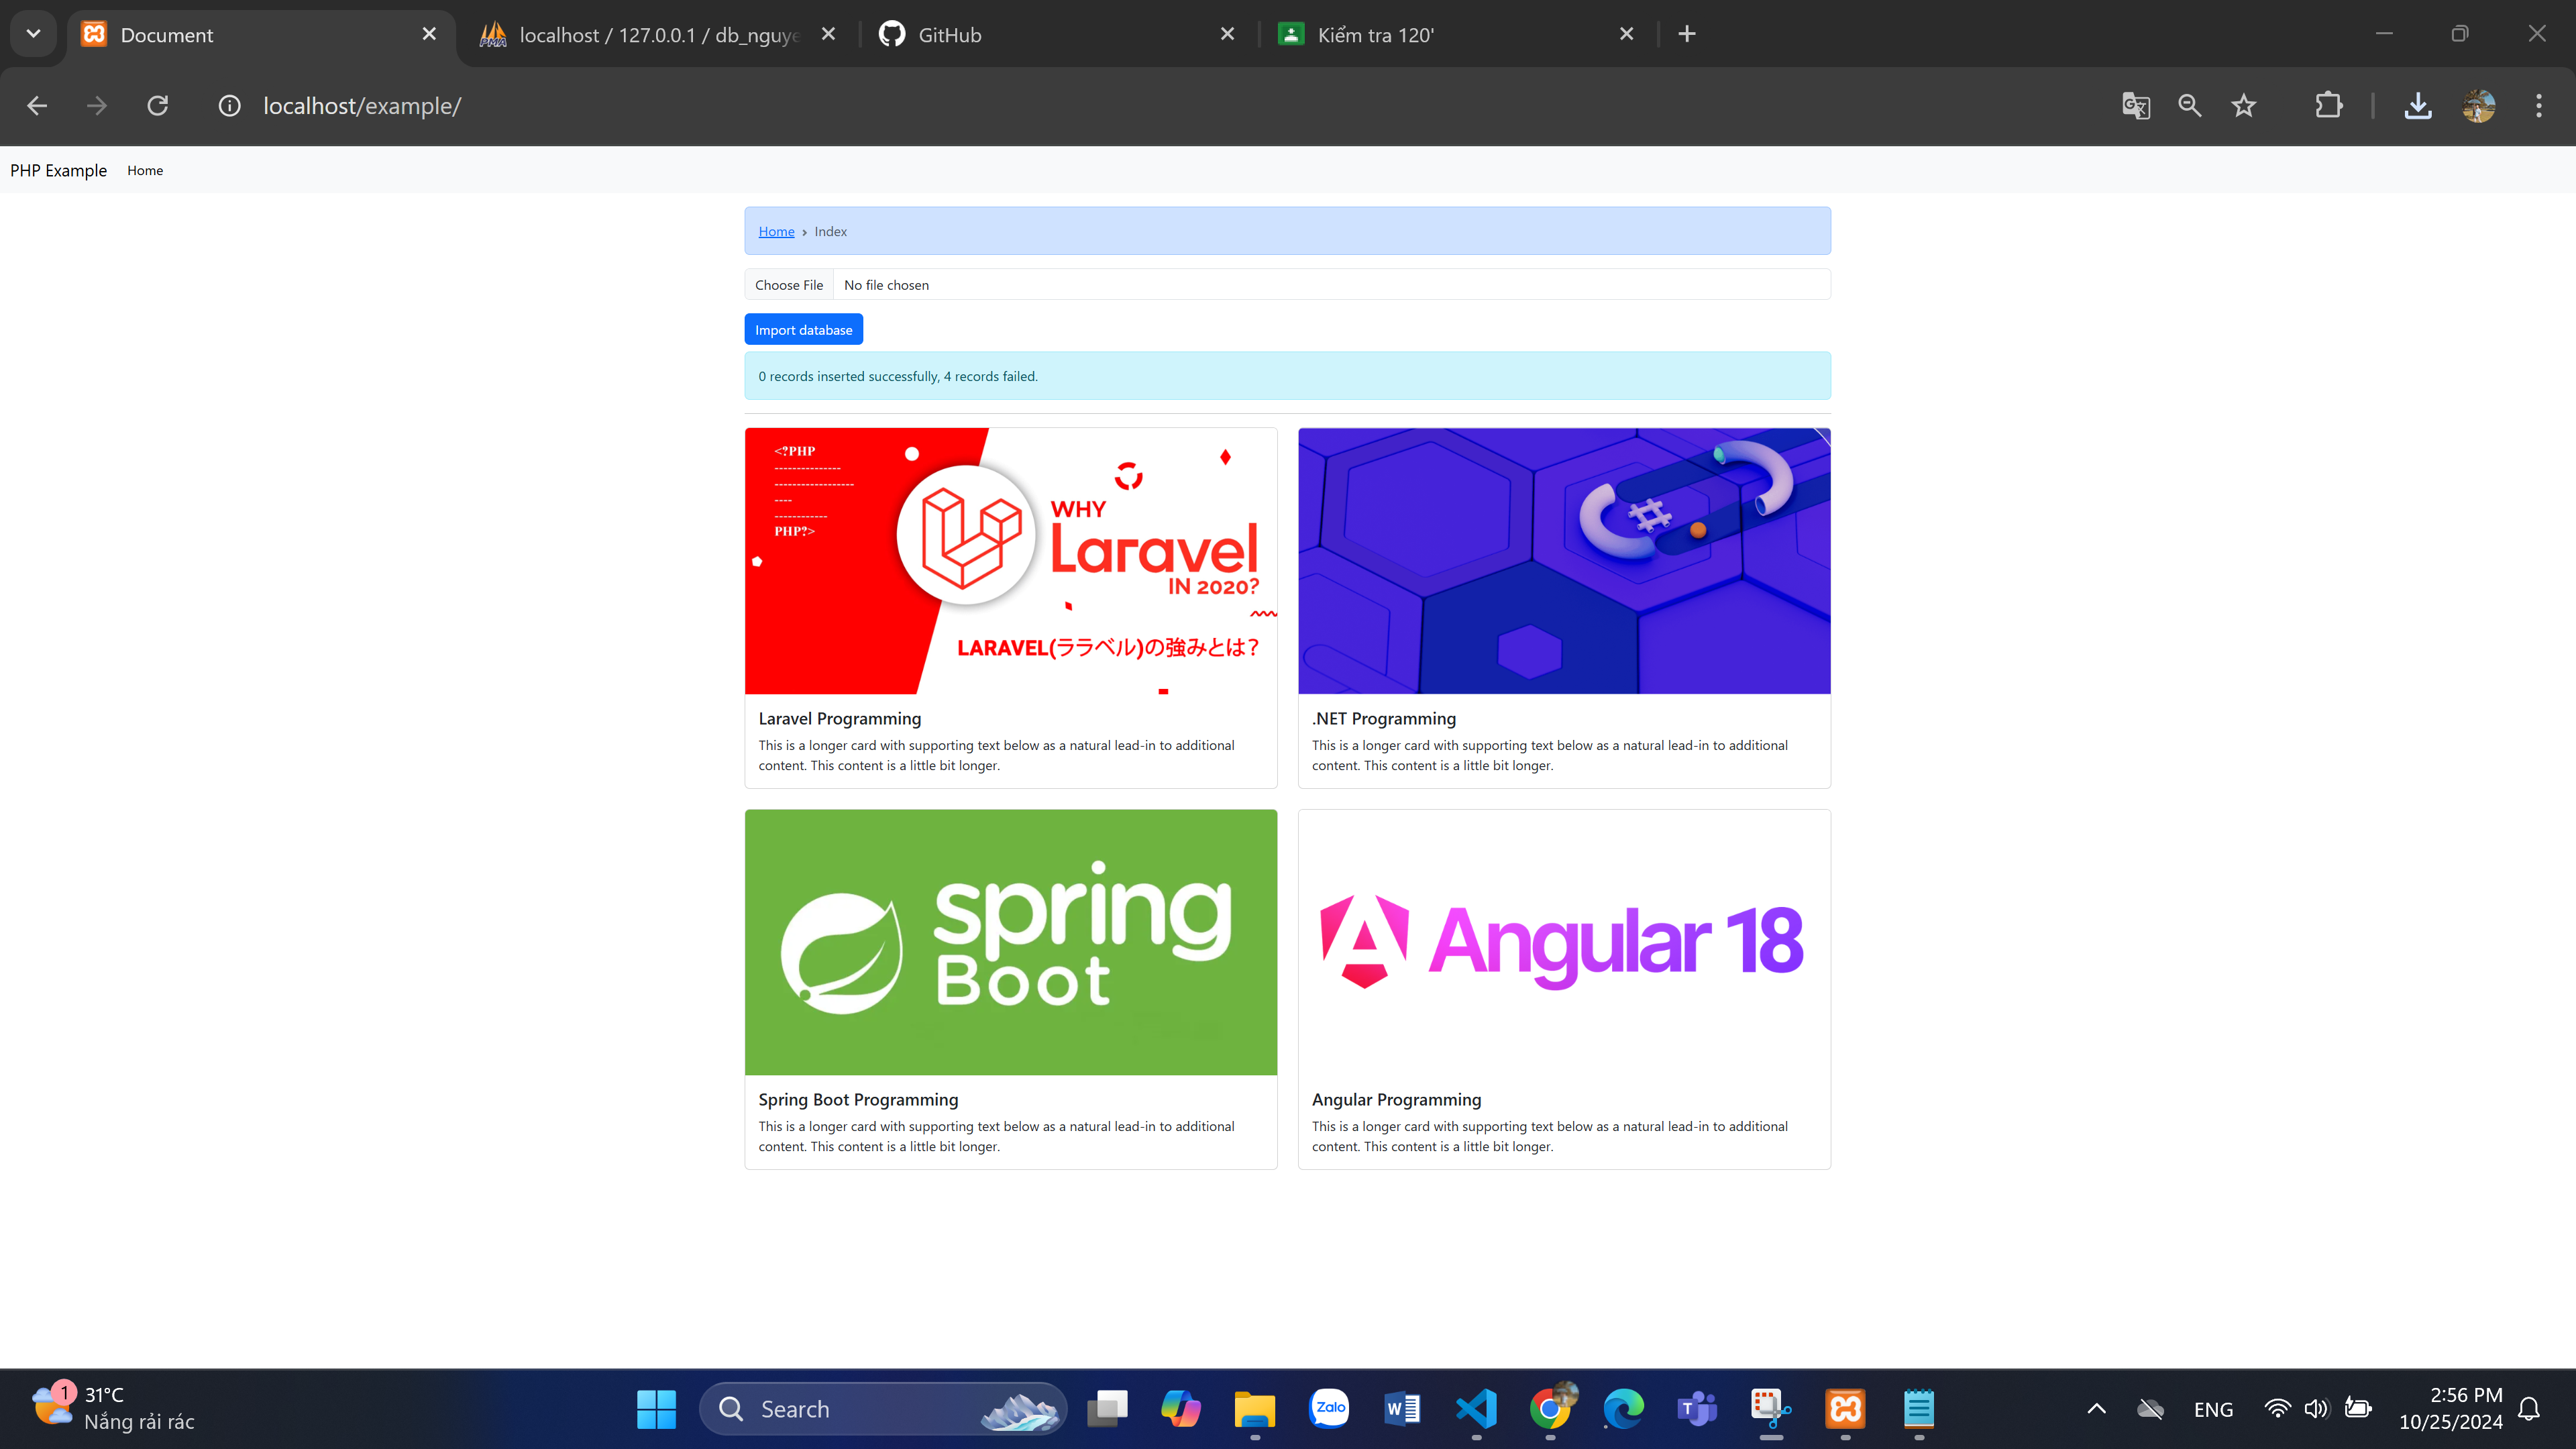 Document
localhost / 127.0.0.1 / db_nguye
GitHub
Kiểm tra 120'
localhost/example/
PHP Example
Home
Home › Index
Choose File
No file chosen
Import database
0 records inserted successfully, 4 records failed.
<?PHP
---------------
------------------
----
------------
PHP?>
WHY
Laravel
IN 2020?
LARAVEL(ララベル)の強みとは?
Laravel Programming
This is a longer card with supporting text below as a natural lead-in to additional
content. This content is a little bit longer.
.NET Programming
This is a longer card with supporting text below as a natural lead-in to additional
content. This content is a little bit longer.
spring
Boot
Spring Boot Programming
This is a longer card with supporting text below as a natural lead-in to additional
content. This content is a little bit longer.
Angular 18
Angular Programming
This is a longer card with supporting text below as a natural lead-in to additional
content. This content is a little bit longer.
1
31°C
Nắng rải rác
Search
Zalo
ENG
2:56 PM
10/25/2024